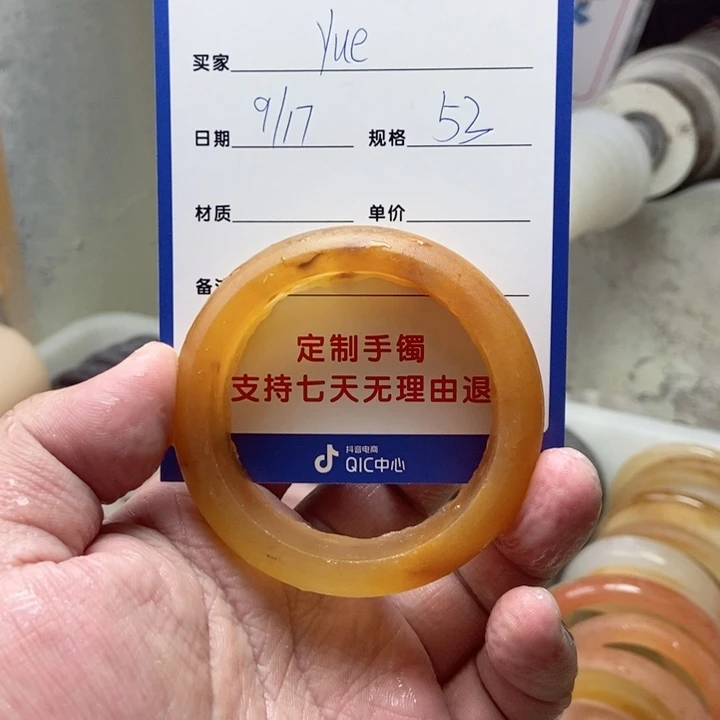 买家 Yue
日期 9/17 规格 52
材质 单价
备
定制手镯
支持七天无理由退
抖音电商
QIC中心